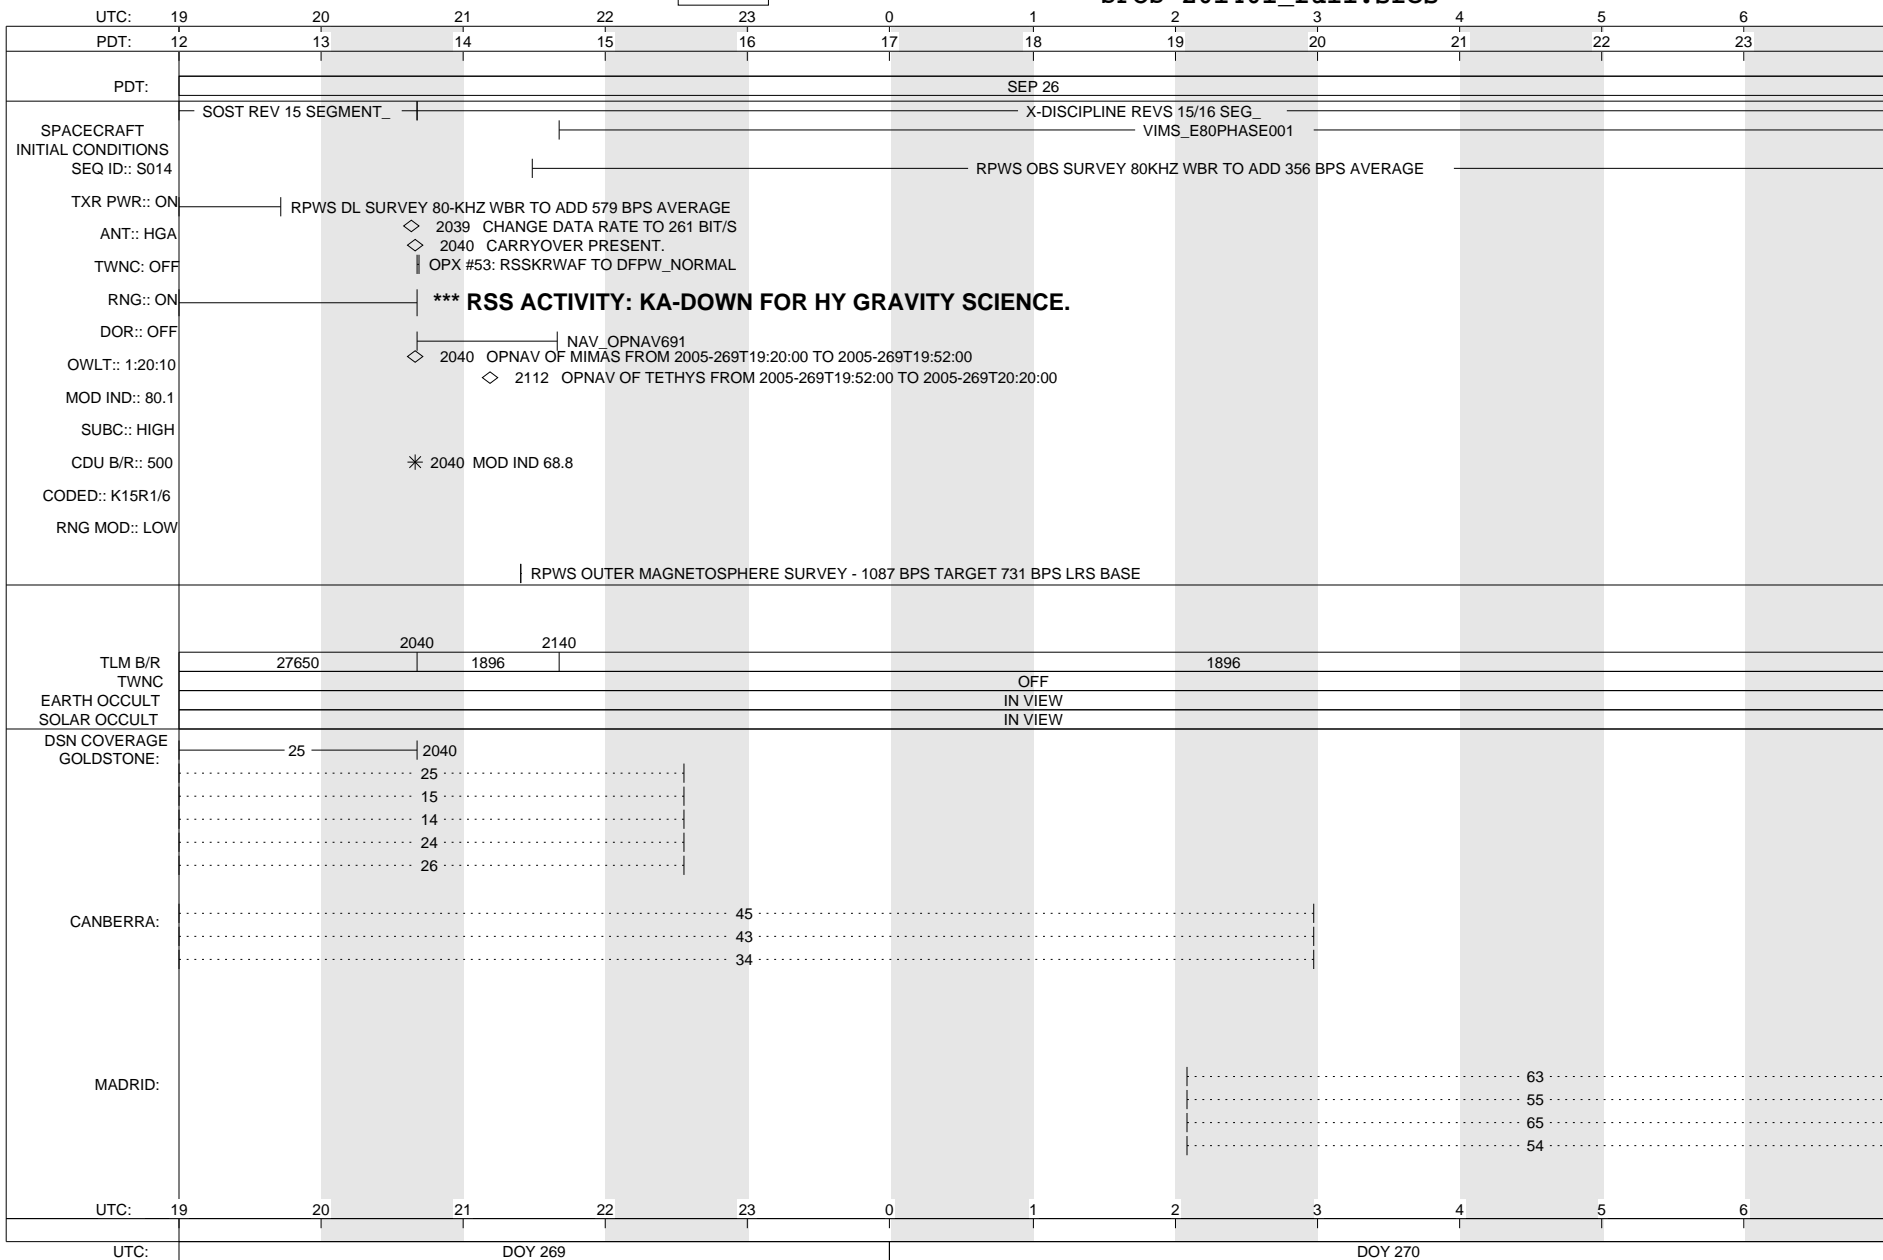 UTC: 19 20 21 22 23 0 1 2 3 4 5 6
PDT: 12 13 14 15 16 17 18 19 20 21 22 23
PDT: SEP 26
SOST REV 15 SEGMENT_ X-DISCIPLINE REVS 15/16 SEG_
SPACECRAFT VIMS_E80PHASE001
INITIAL CONDITIONS
SEQ ID:: S014 RPWS OBS SURVEY 80KHZ WBR TO ADD 356 BPS AVERAGE
TXR PWR:: ON RPWS DL SURVEY 80-KHZ WBR TO ADD 579 BPS AVERAGE
2039 CHANGE DATA RATE TO 261 BIT/S
ANT:: HGA
2040 CARRYOVER PRESENT.
TWNC: OFF OPX #53: RSSKRWAF TO DFPW_NORMAL
RNG:: ON *** RSS ACTIVITY: KA-DOWN FOR HY GRAVITY SCIENCE.
DOR:: OFF
NAV_OPNAV691
2040 OPNAV OF MIMAS FROM 2005-269T19:20:00 TO 2005-269T19:52:00
OWLT:: 1:20:10
2112 OPNAV OF TETHYS FROM 2005-269T19:52:00 TO 2005-269T20:20:00
MOD IND:: 80.1
SUBC:: HIGH
CDU B/R:: 500 2040 MOD IND 68.8
CODED:: K15R1/6
RNG MOD:: LOW
RPWS OUTER MAGNETOSPHERE SURVEY - 1087 BPS TARGET 731 BPS LRS BASE
2040 2140
TLM B/R 27650 1896 1896
TWNC OFF
EARTH OCCULT IN VIEW
SOLAR OCCULT IN VIEW
DSN COVERAGE
GOLDSTONE: 25 2040
25
15
14
24
26
CANBERRA: 45
43
34
MADRID: 63
55
65
54
UTC: 19 20 21 22 23 0 1 2 3 4 5 6
UTC: DOY 269 DOY 270